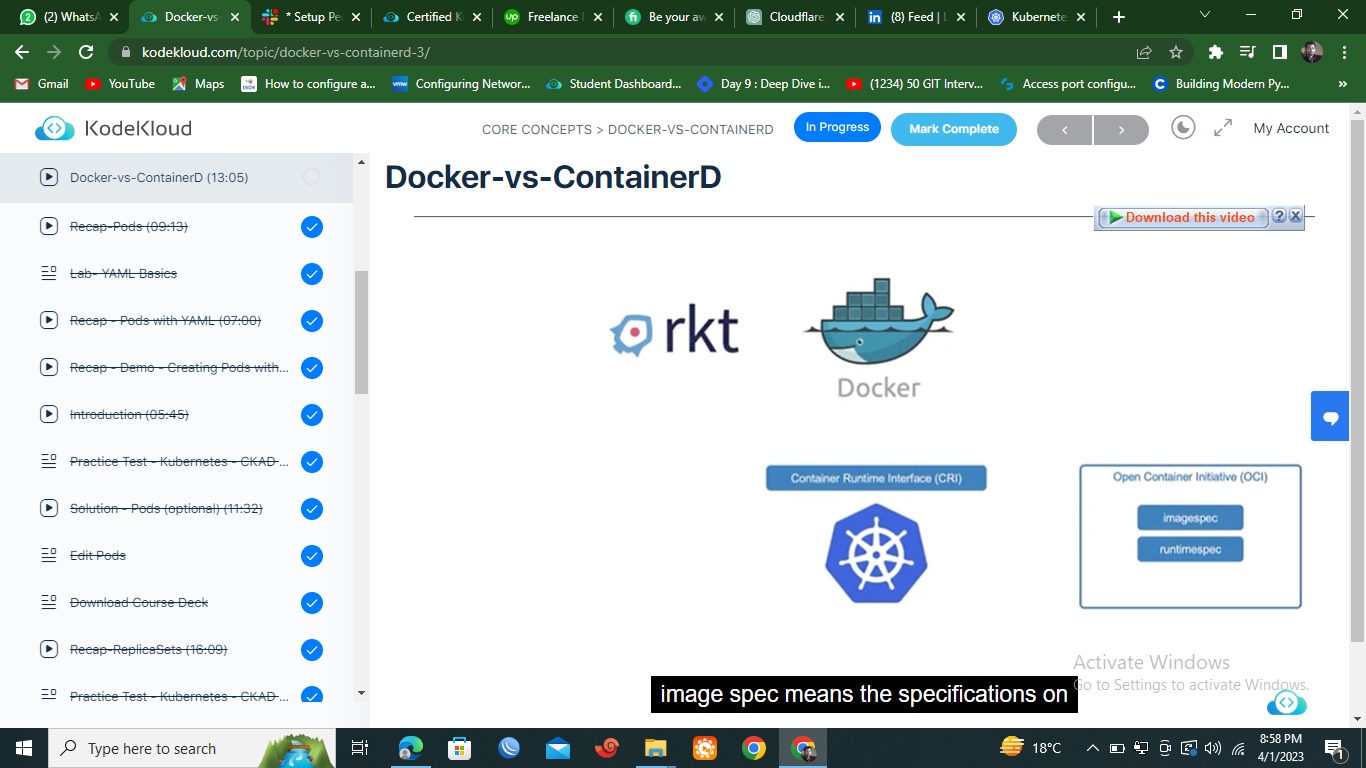 (2) WhatsA
Docker-vs-
* Setup Pe
Certified K
Freelance
Be your aw
Cloudflare
(8) Feed | L
Kubernete
kodekloud.com/topic/docker-vs-containerd-3/
Gmail
YouTube
Maps
How to configure a...
Configuring Networ...
Student Dashboard...
Day 9 : Deep Dive i...
(1234) 50 GIT Interv...
Access port configu...
Building Modern Py...
»
KodeKloud
CORE CONCEPTS > DOCKER-VS-CONTAINERD
In Progress
Mark Complete
<
>
My Account
Docker-vs-ContainerD (13:05)
Recap-Pods (09:13)
Lab- YAML Basics
Recap - Pods with YAML (07:00)
Recap - Demo - Creating Pods with...
Introduction (05:45)
Practice Test - Kubernetes - CKAD ...
Solution - Pods (optional) (11:32)
Edit Pods
Download Course Deck
Recap-ReplicaSets (16:09)
Practice Test - Kubernetes - CKAD ...
Docker-vs-ContainerD
Download this video
? X
rkt
Docker
Container Runtime Interface (CRI)
Open Container Initiative (OCI)
imagespec
runtimespec
image spec means the specifications on
Activate Windows
Go to Settings to activate Windows.
Type here to search
18°C
8:58 PM
4/1/2023
1